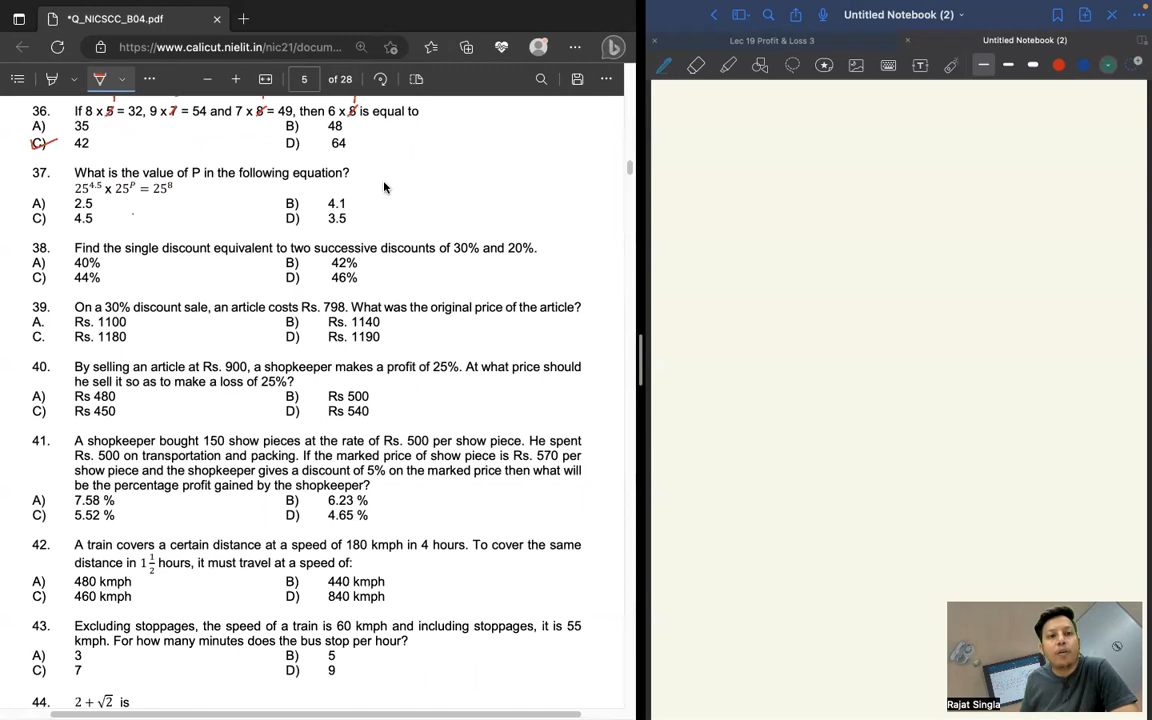 *Q_NICSCC_B04.pdf
https://www.calicut.nielit.in/nic21/docum...
5
of 28
36. If 8 x 5 = 32, 9 x 7 = 54 and 7 x 8 = 49, then 6 x 8 is equal to
A) 35 B) 48
C) 42 D) 64
37. What is the value of P in the following equation?
25^4.5 x 25^P = 25^8
A) 2.5 B) 4.1
C) 4.5 D) 3.5
38. Find the single discount equivalent to two successive discounts of 30% and 20%.
A) 40% B) 42%
C) 44% D) 46%
39. On a 30% discount sale, an article costs Rs. 798. What was the original price of the article?
A. Rs. 1100 B) Rs. 1140
C. Rs. 1180 D) Rs. 1190
40. By selling an article at Rs. 900, a shopkeeper makes a profit of 25%. At what price should
he sell it so as to make a loss of 25%?
A) Rs 480 B) Rs 500
C) Rs 450 D) Rs 540
41. A shopkeeper bought 150 show pieces at the rate of Rs. 500 per show piece. He spent
Rs. 500 on transportation and packing. If the marked price of show piece is Rs. 570 per
show piece and the shopkeeper gives a discount of 5% on the marked price then what will
be the percentage profit gained by the shopkeeper?
A) 7.58 % B) 6.23 %
C) 5.52 % D) 4.65 %
42. A train covers a certain distance at a speed of 180 kmph in 4 hours. To cover the same
distance in 1 1/2 hours, it must travel at a speed of:
A) 480 kmph B) 440 kmph
C) 460 kmph D) 840 kmph
43. Excluding stoppages, the speed of a train is 60 kmph and including stoppages, it is 55
kmph. For how many minutes does the bus stop per hour?
A) 3 B) 5
C) 7 D) 9
44. 2 + √2 is
Untitled Notebook (2)
Lec 19 Profit & Loss 3
Untitled Notebook (2)
Rajat Singla